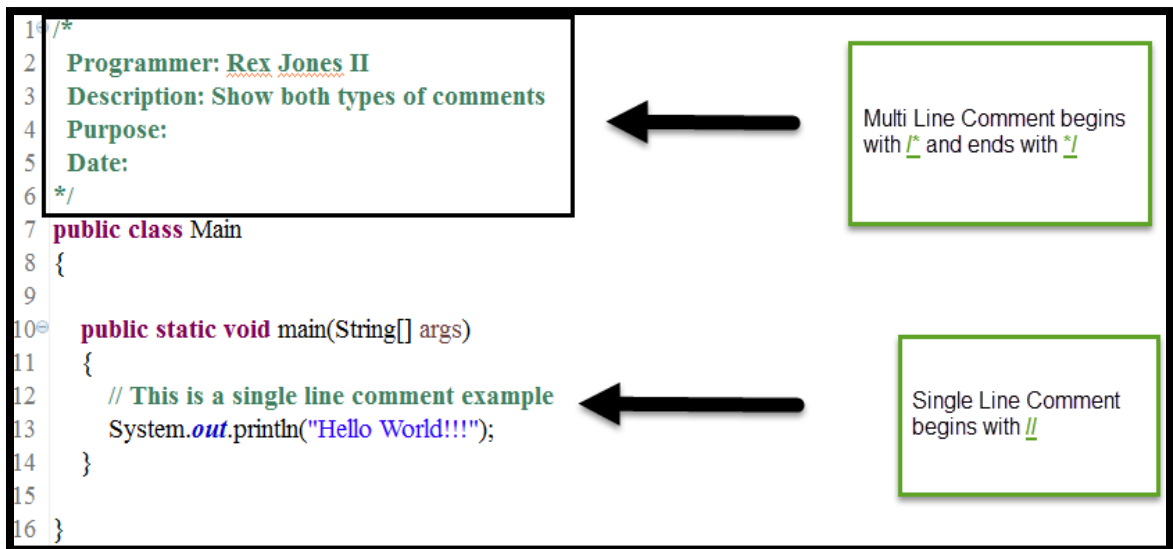 1 /*
2 Programmer: Rex Jones II
3 Description: Show both types of comments
4 Purpose:
5 Date:
6 */
7 public class Main
8 {
9
10 public static void main(String[] args)
11 {
12 // This is a single line comment example
13 System.out.println("Hello World!!!");
14 }
15
16 }
Multi Line Comment begins
with /* and ends with */
Single Line Comment
begins with //